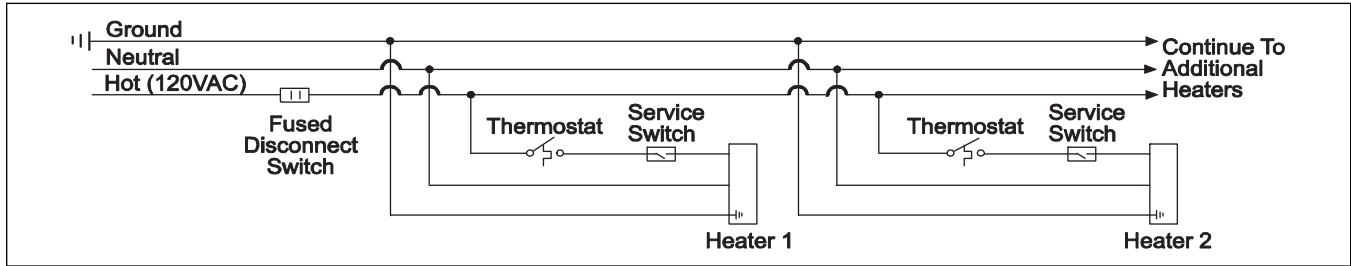 Ground
Neutral
Hot (120VAC)
Continue To
Additional
Heaters
Fused
Disconnect
Switch
Thermostat
Service
Switch
Heater 1
Thermostat
Service
Switch
Heater 2